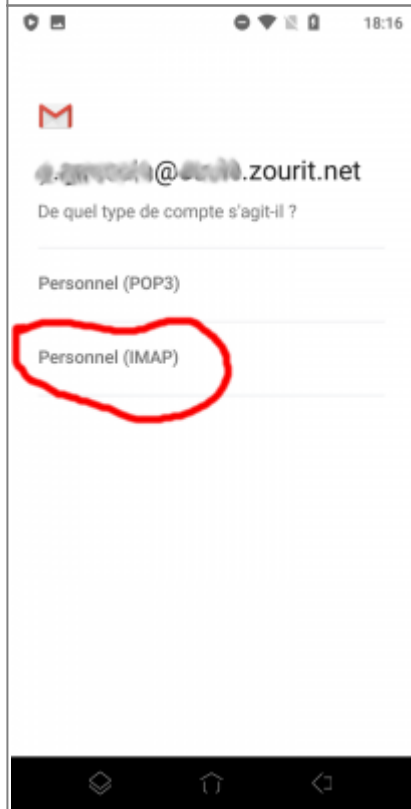 18:16
@ .zourit.net
De quel type de compte s'agit-il ?
Personnel (POP3)
Personnel (IMAP)